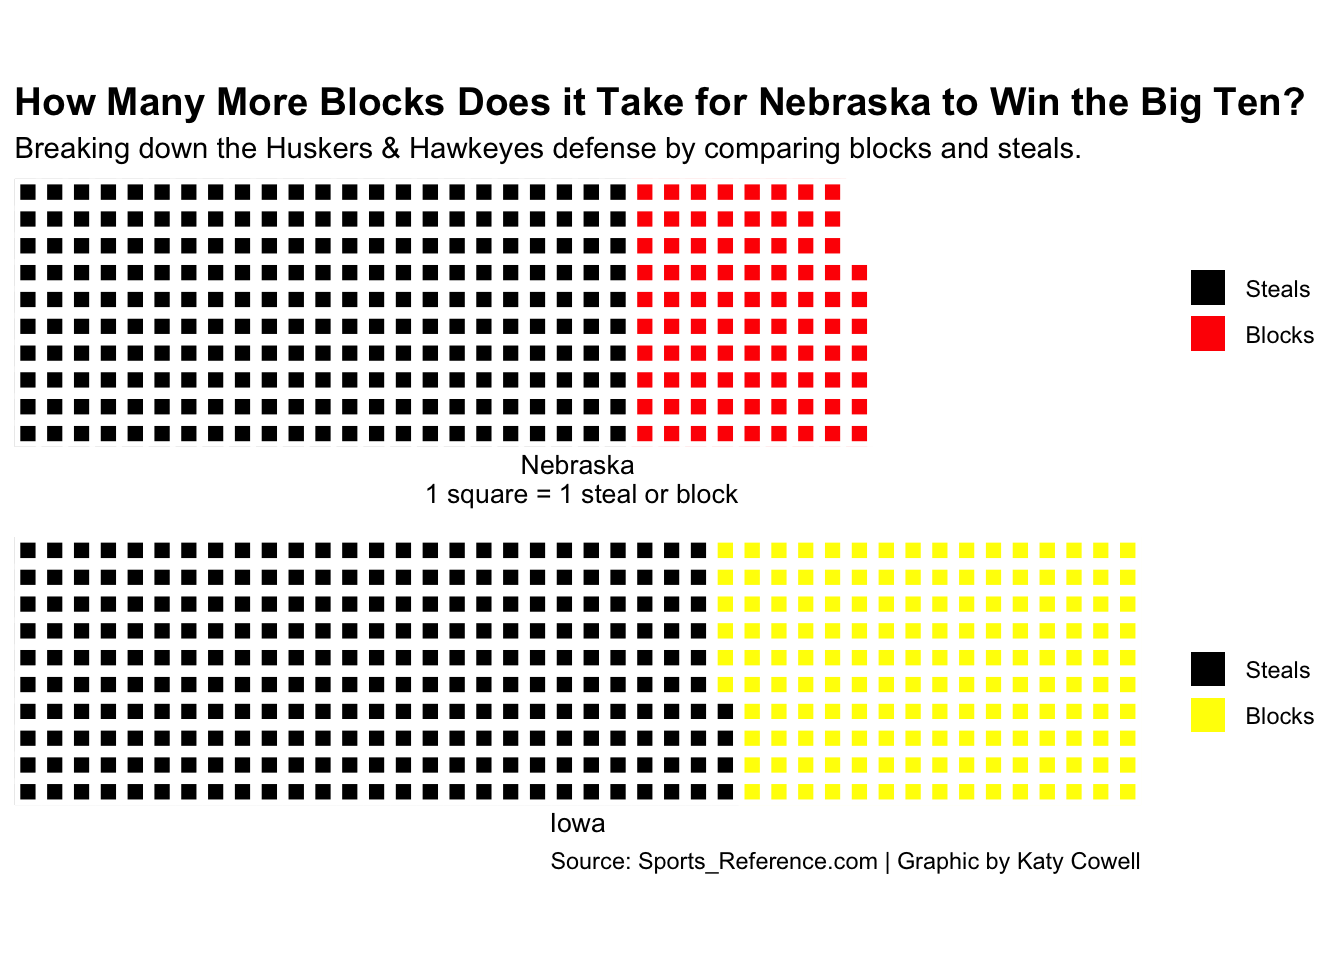 How Many More Blocks Does it Take for Nebraska to Win the Big Ten?
Breaking down the Huskers & Hawkeyes defense by comparing blocks and steals.
Steals
Blocks
Nebraska
1 square = 1 steal or block
Steals
Blocks
Iowa
Source: Sports_Reference.com | Graphic by Katy Cowell